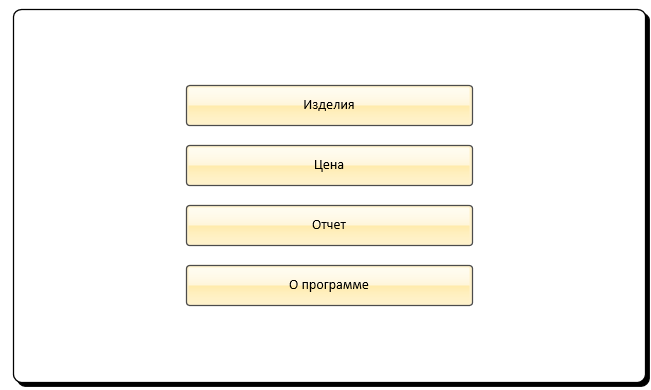 Изделия
Цена
Отчет
О программе